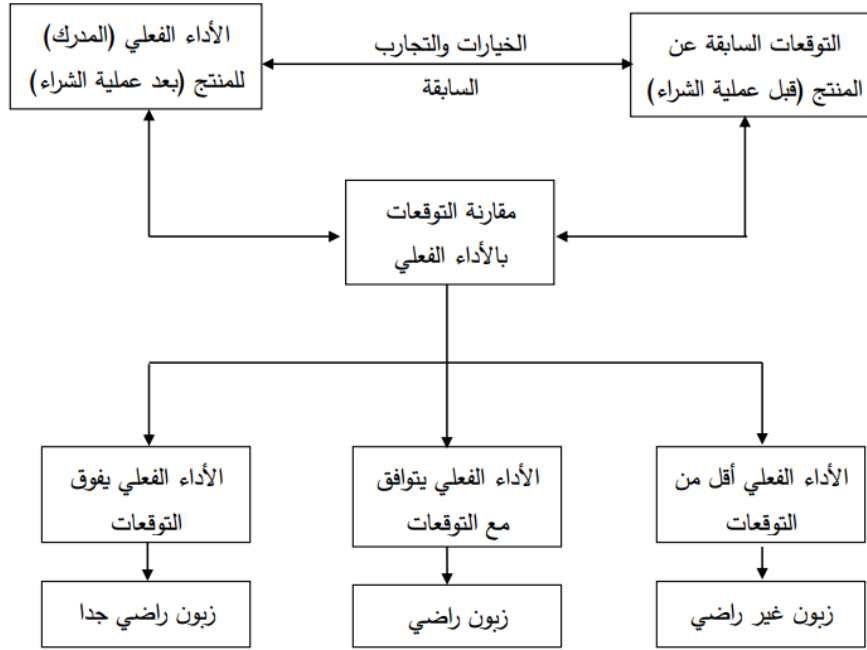 التوقعات السابقة عن
المنتج (قبل عملية الشراء)
الخيارات والتجارب
السابقة
الأداء الفعلي (المدرك)
للمنتج (بعد عملية الشراء)
مقارنة التوقعات
بالأداء الفعلي
الأداء الفعلي أقل من
التوقعات
الأداء الفعلي يتوافق
مع التوقعات
الأداء الفعلي يفوق
التوقعات
زبون غير راضي
زبون راضي
زبون راضي جدا